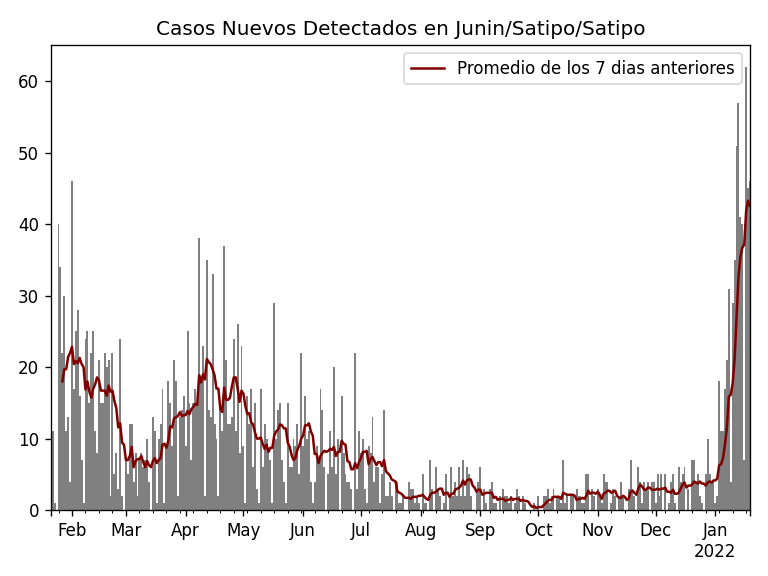 Casos Nuevos Detectados en Junin/Satipo/Satipo
Promedio de los 7 dias anteriores
60
50
40
30
20
10
0
Feb Mar Apr May Jun Jul Aug Sep Oct Nov Dec Jan
2022